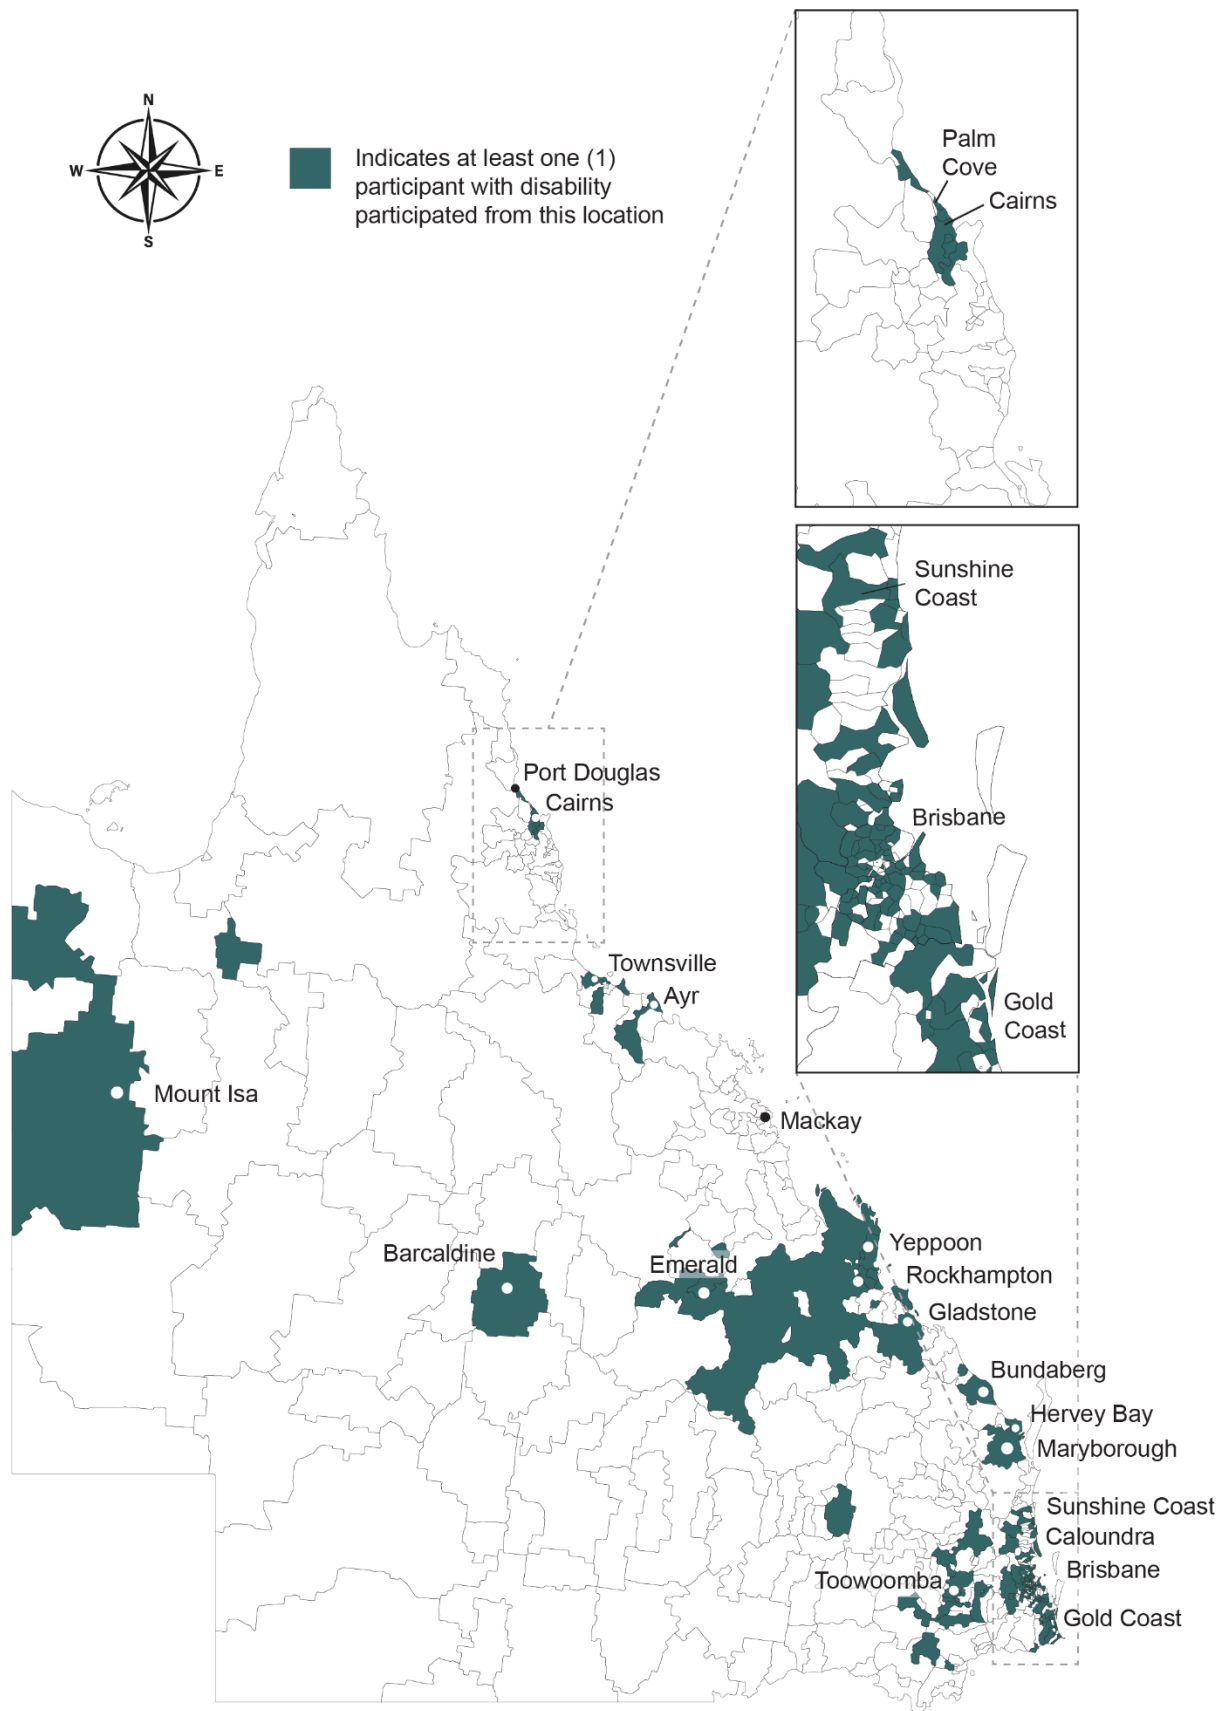 N
W
E
S
Indicates at least one (1)
participant with disability
participated from this location
Palm
Cove
Cairns
Sunshine
Coast
Brisbane
Gold
Coast
Port Douglas
Cairns
Townsville
Ayr
Mount Isa
Mackay
Barcaldine
Emerald
Yeppoon
Rockhampton
Gladstone
Bundaberg
Hervey Bay
Maryborough
Sunshine Coast
Caloundra
Brisbane
Toowoomba
Gold Coast